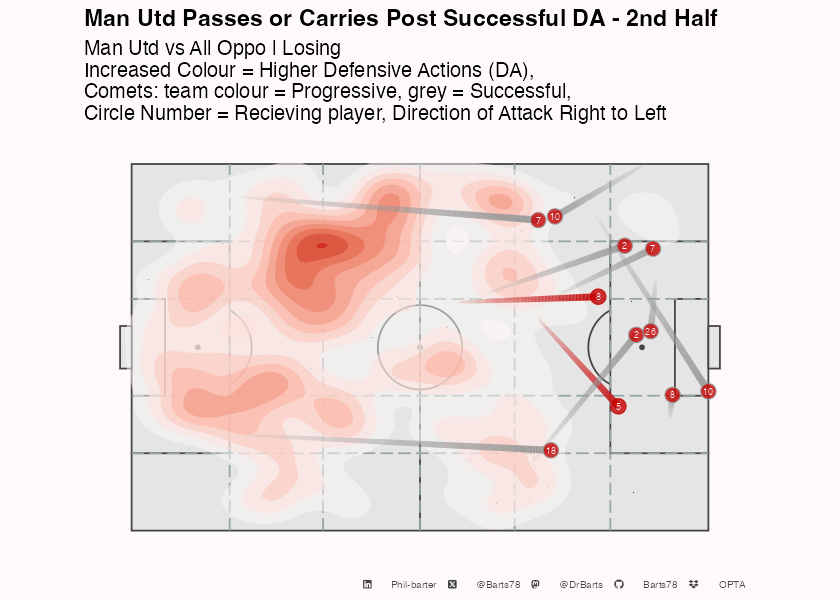 Man Utd Passes or Carries Post Successful DA - 2nd Half
Man Utd vs All Oppo | Losing
Increased Colour = Higher Defensive Actions (DA),
Comets: team colour = Progressive, grey = Successful,
Circle Number = Recieving player, Direction of Attack Right to Left
7 10
2 7
8
2 26
8 10
5
18
Phil-barter @Barts78 @DrBarts Barts78 OPTA